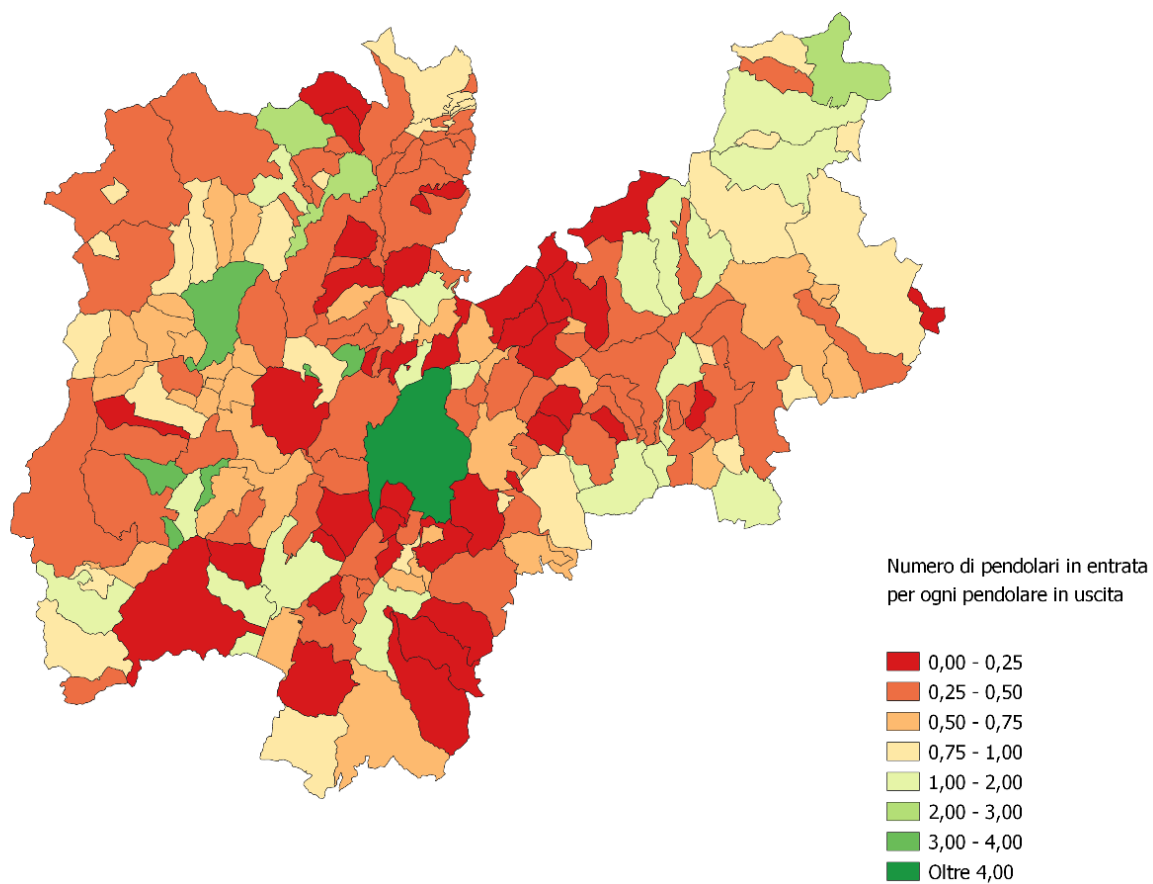 Numero di pendolari in entrata
per ogni pendolare in uscita
0,00 - 0,25
0,25 - 0,50
0,50 - 0,75
0,75 - 1,00
1,00 - 2,00
2,00 - 3,00
3,00 - 4,00
Oltre 4,00